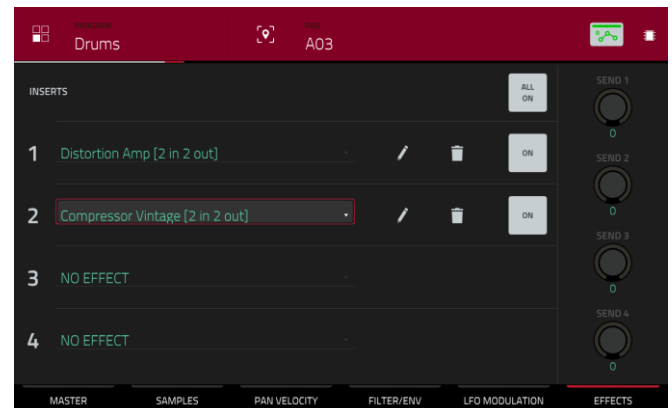 PROGRAM
Drums
PAD
A03
INSERTS
ALL ON
SEND 1
0
1 Distortion Amp [2 in 2 out] ON
SEND 2
0
2 Compressor Vintage [2 in 2 out] ON
SEND 3
0
3 NO EFFECT
SEND 4
0
4 NO EFFECT
MASTER SAMPLES PAN VELOCITY FILTER/ENV LFO MODULATION EFFECTS